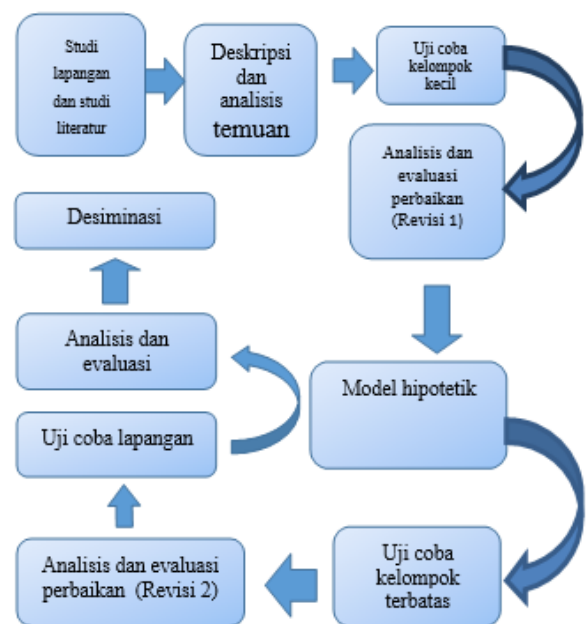 Studi
lapangan
dan studi
literatur
Deskripsi
dan
analisis
temuan
Uji coba
kelompok
kecil
Analisis dan
evaluasi
perbaikan
(Revisi 1)
Model hipotetik
Uji coba
kelompok
terbatas
Analisis dan evaluasi
perbaikan (Revisi 2)
Uji coba lapangan
Analisis dan
evaluasi
Desiminasi